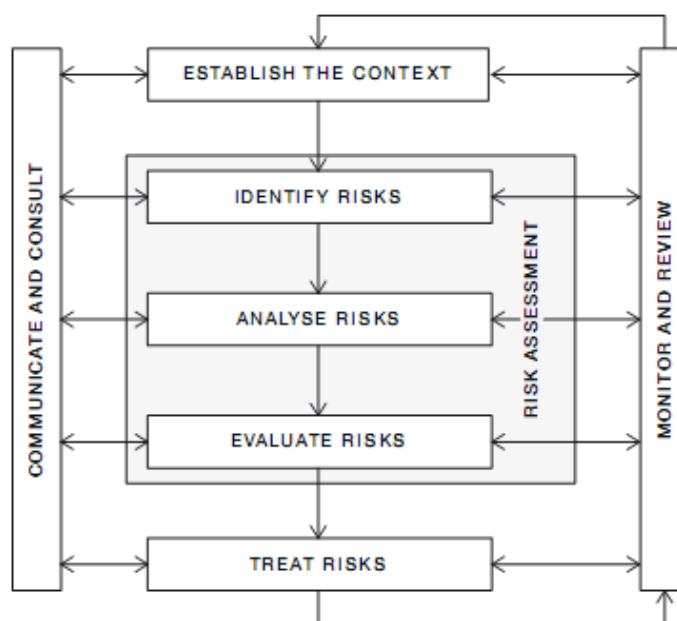 ESTABLISH THE CONTEXT
COMMUNICATE AND CONSULT
IDENTIFY RISKS
ANALYSE RISKS
EVALUATE RISKS
RISK ASSESSMENT
MONITOR AND REVIEW
TREAT RISKS